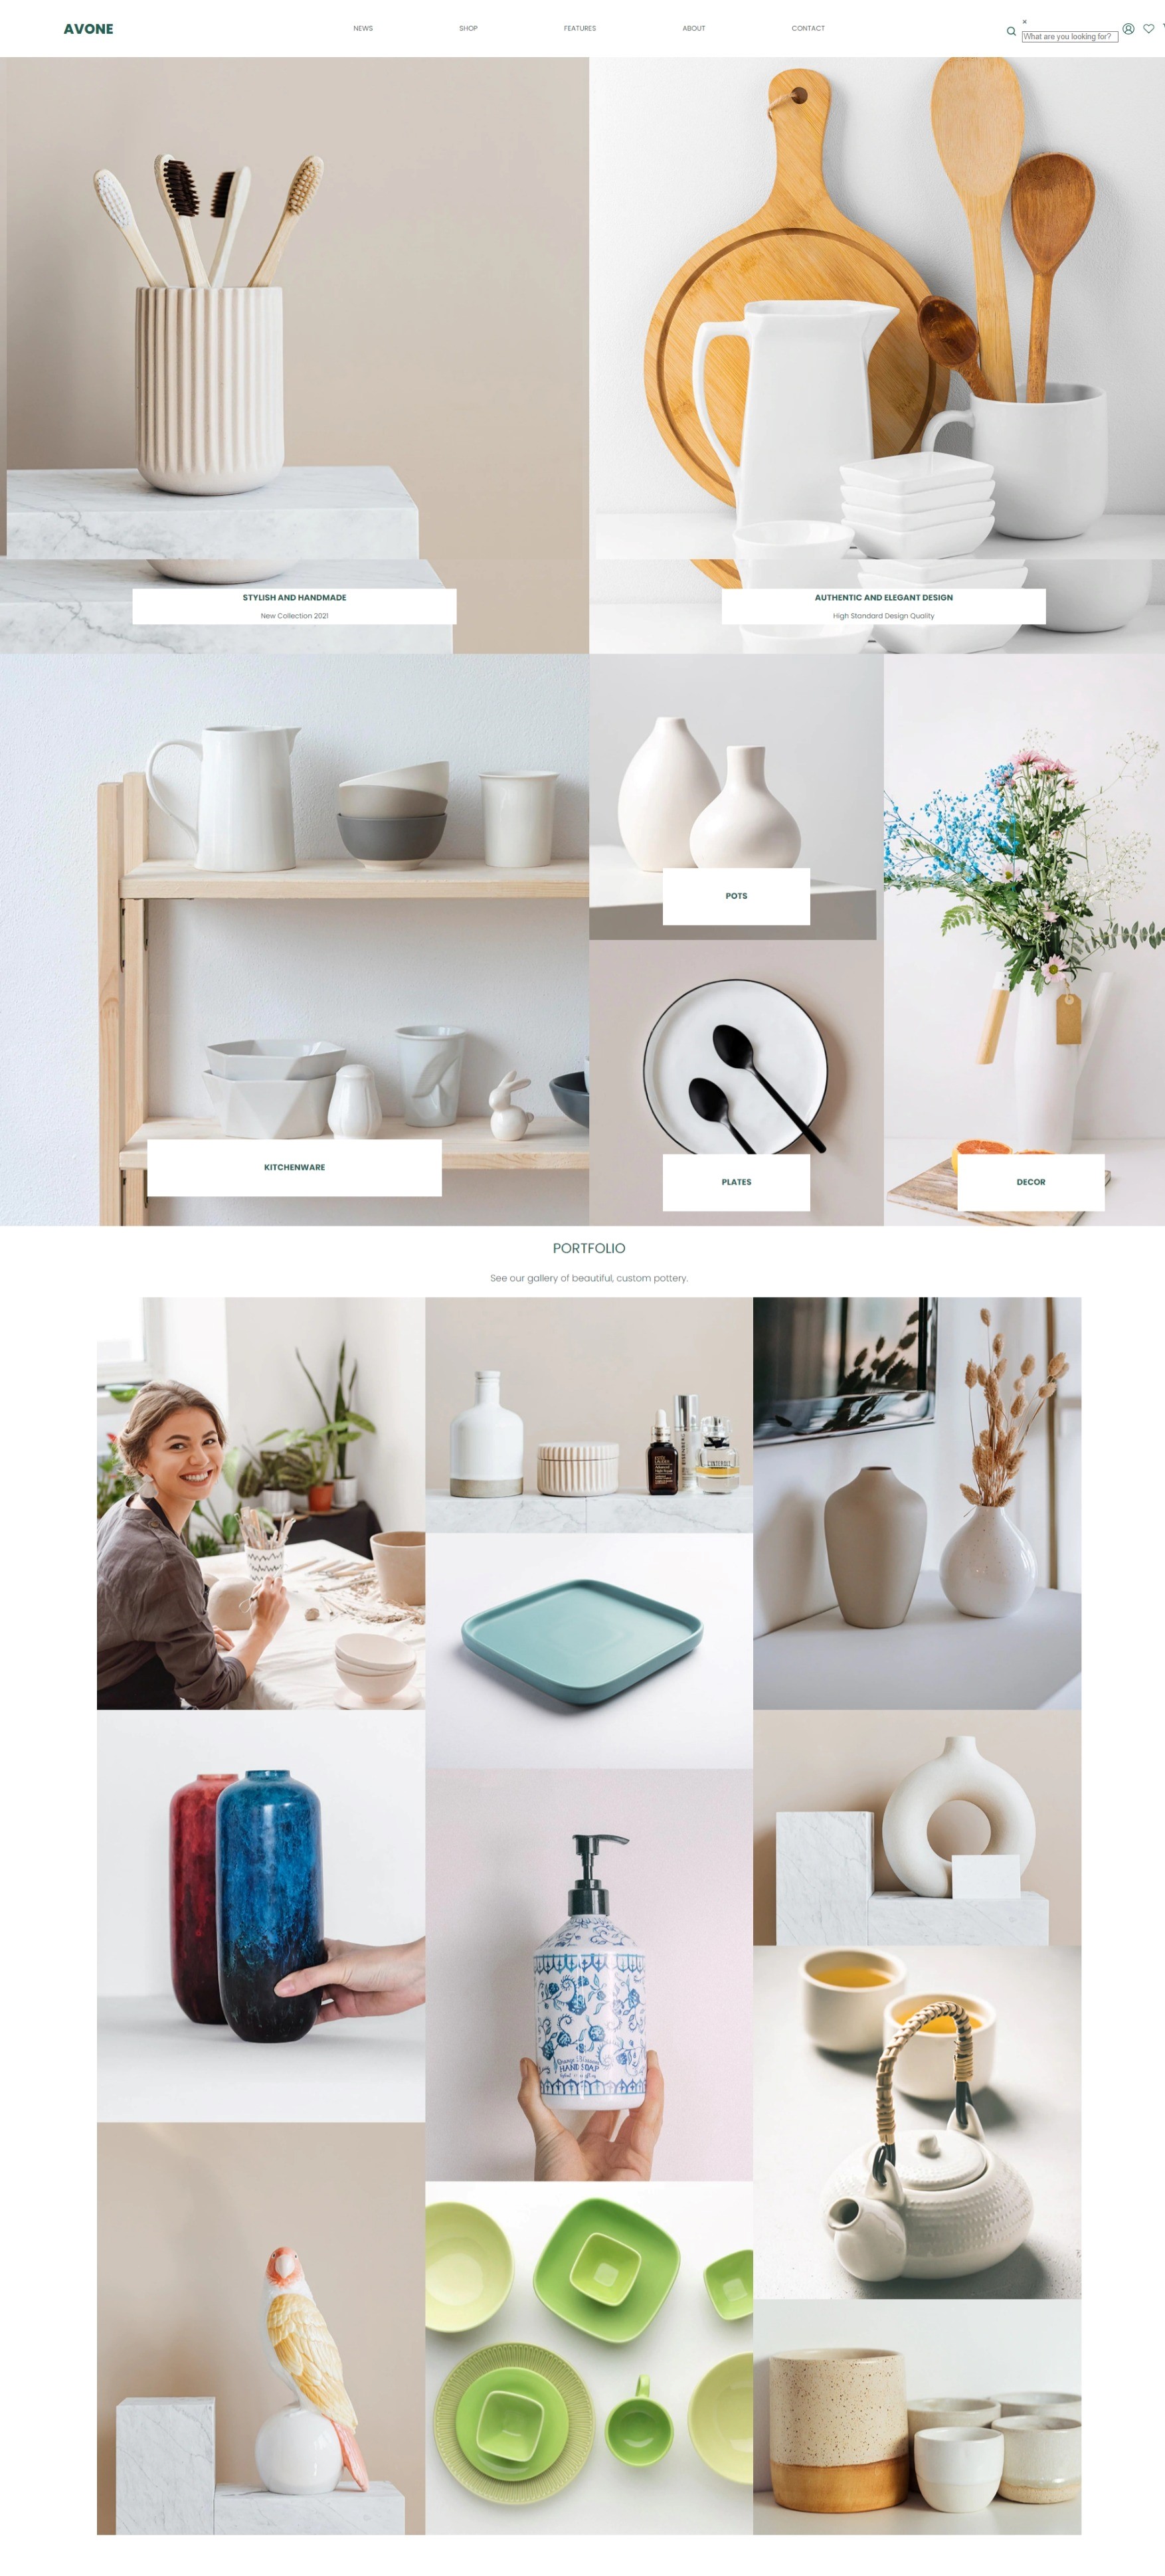 AVONE
NEWS
SHOP
FEATURES
ABOUT
CONTACT
×
What are you looking for?
STYLISH AND HANDMADE
New Collection 2021
AUTHENTIC AND ELEGANT DESIGN
High Standard Design Quality
KITCHENWARE
POTS
PLATES
DECOR
PORTFOLIO
See our gallery of beautiful, custom pottery.
HAND SOAP